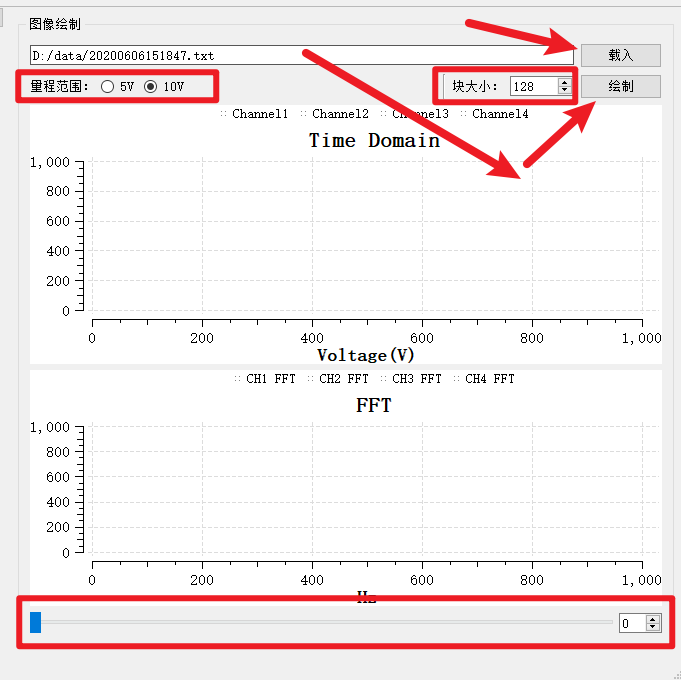 图像绘制
D:/data/20200606151847.txt 载入
量程范围： 5V 10V 块大小： 128 绘制
Channel1 Channel2 Channel3 Channel4
Time Domain
1,000
800
600
400
200
0
0 200 400 600 800 1,000
Voltage(V)
CH1 FFT CH2 FFT CH3 FFT CH4 FFT
FFT
1,000
800
600
400
200
0
0 200 400 600 800 1,000
Hz
0